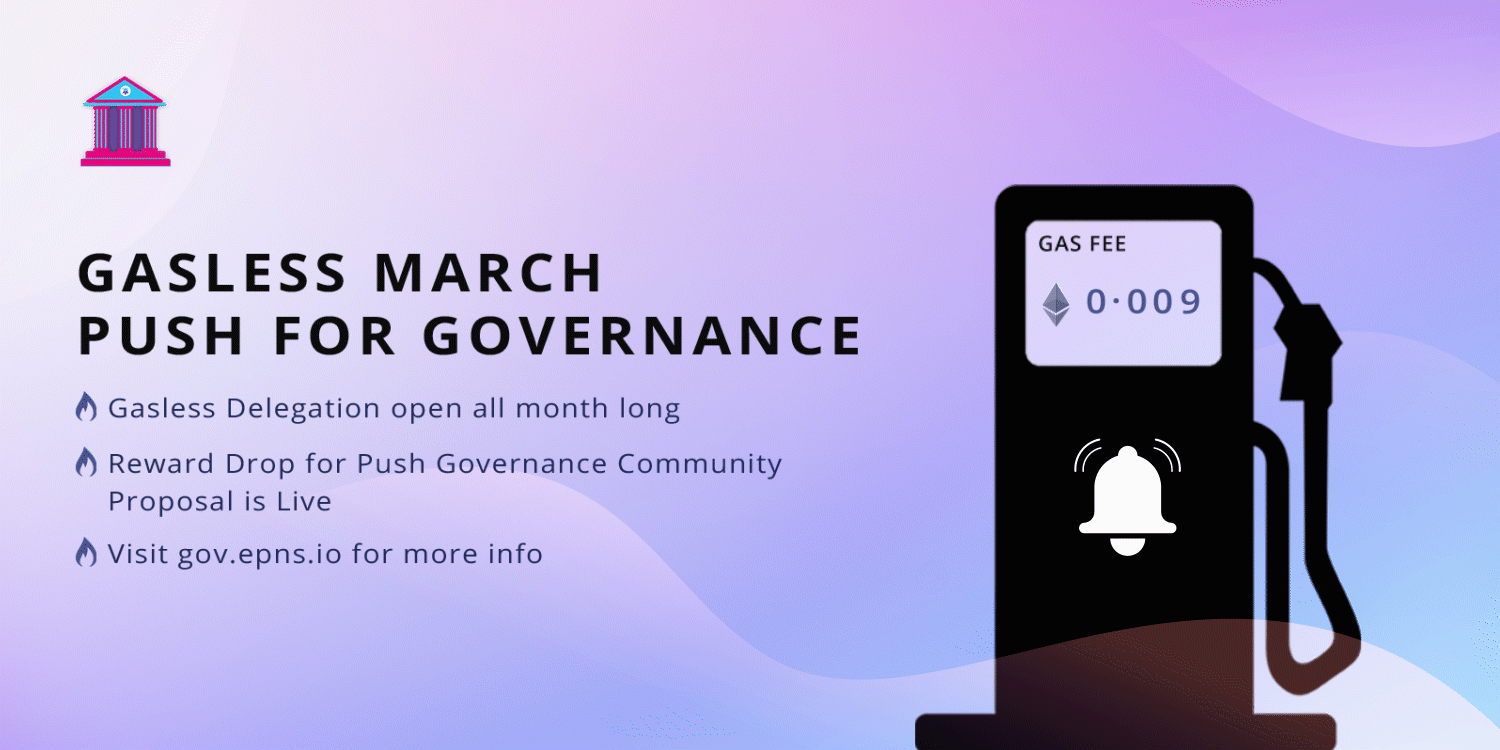 GASLESS MARCH
PUSH FOR GOVERNANCE
Gasless Delegation open all month long
Reward Drop for Push Governance Community
Proposal is Live
Visit gov.epns.io for more info
GAS FEE
0·009